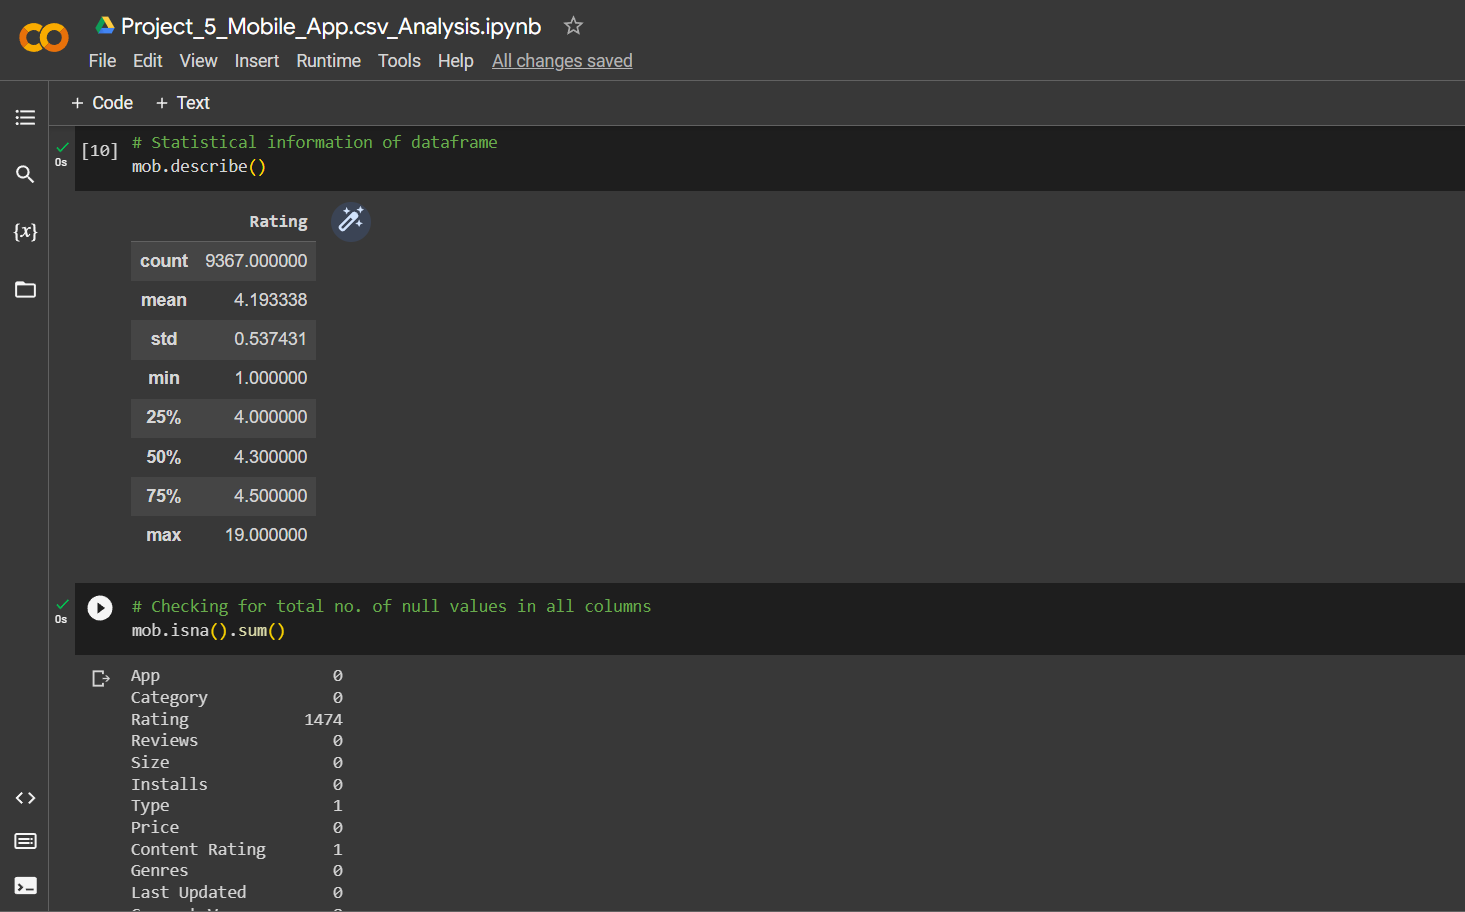 Project_5_Mobile_App.csv_Analysis.ipynb
File Edit View Insert Runtime Tools Help All changes saved
+ Code + Text
0s
[10]
# Statistical information of dataframe
mob.describe()
Rating
count 9367.000000
mean 4.193338
std 0.537431
min 1.000000
25% 4.000000
50% 4.300000
75% 4.500000
max 19.000000
{x}
0s
# Checking for total no. of null values in all columns
mob.isna().sum()
App 0
Category 0
Rating 1474
Reviews 0
Size 0
Installs 0
Type 1
Price 0
Content Rating 1
Genres 0
Last Updated 0